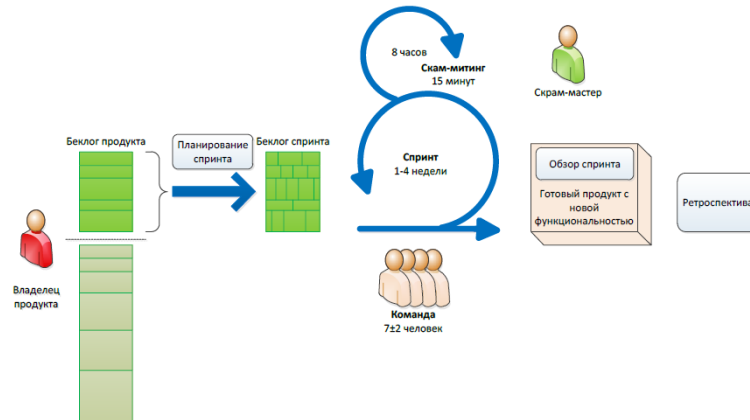 8 часов
Скам-митинг
15 минут
Скрам-мастер
Беклог продукта
Планирование
спринта
Беклог спринта
Спринт
1-4 недели
Обзор спринта
Готовый продукт с
новой
функциональностью
Ретроспектива
Владелец
продукта
Команда
7±2 человек